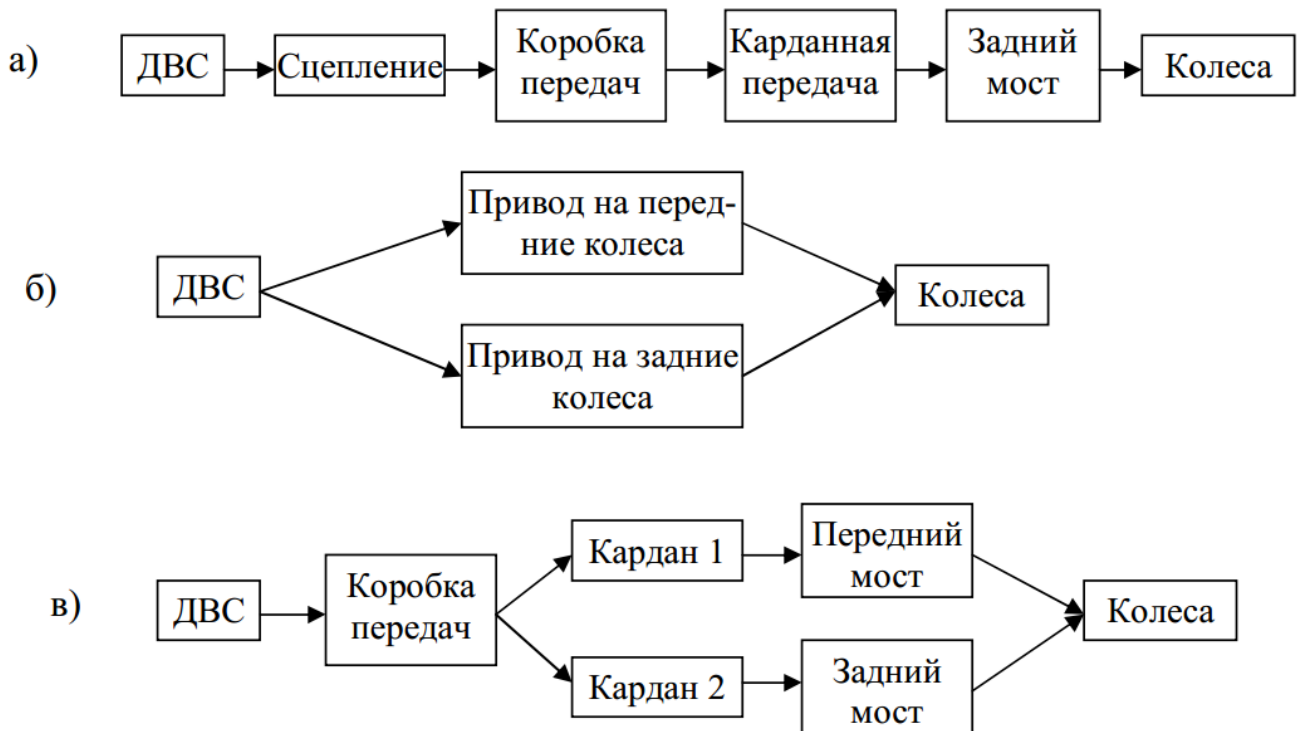 а)
ДВС
Сцепление
Коробка
передач
Карданная
передача
Задний
мост
Колеса
б)
ДВС
Привод на перед-
ние колеса
Привод на задние
колеса
Колеса
в)
ДВС
Коробка
передач
Кардан 1
Передний
мост
Кардан 2
Задний
мост
Колеса